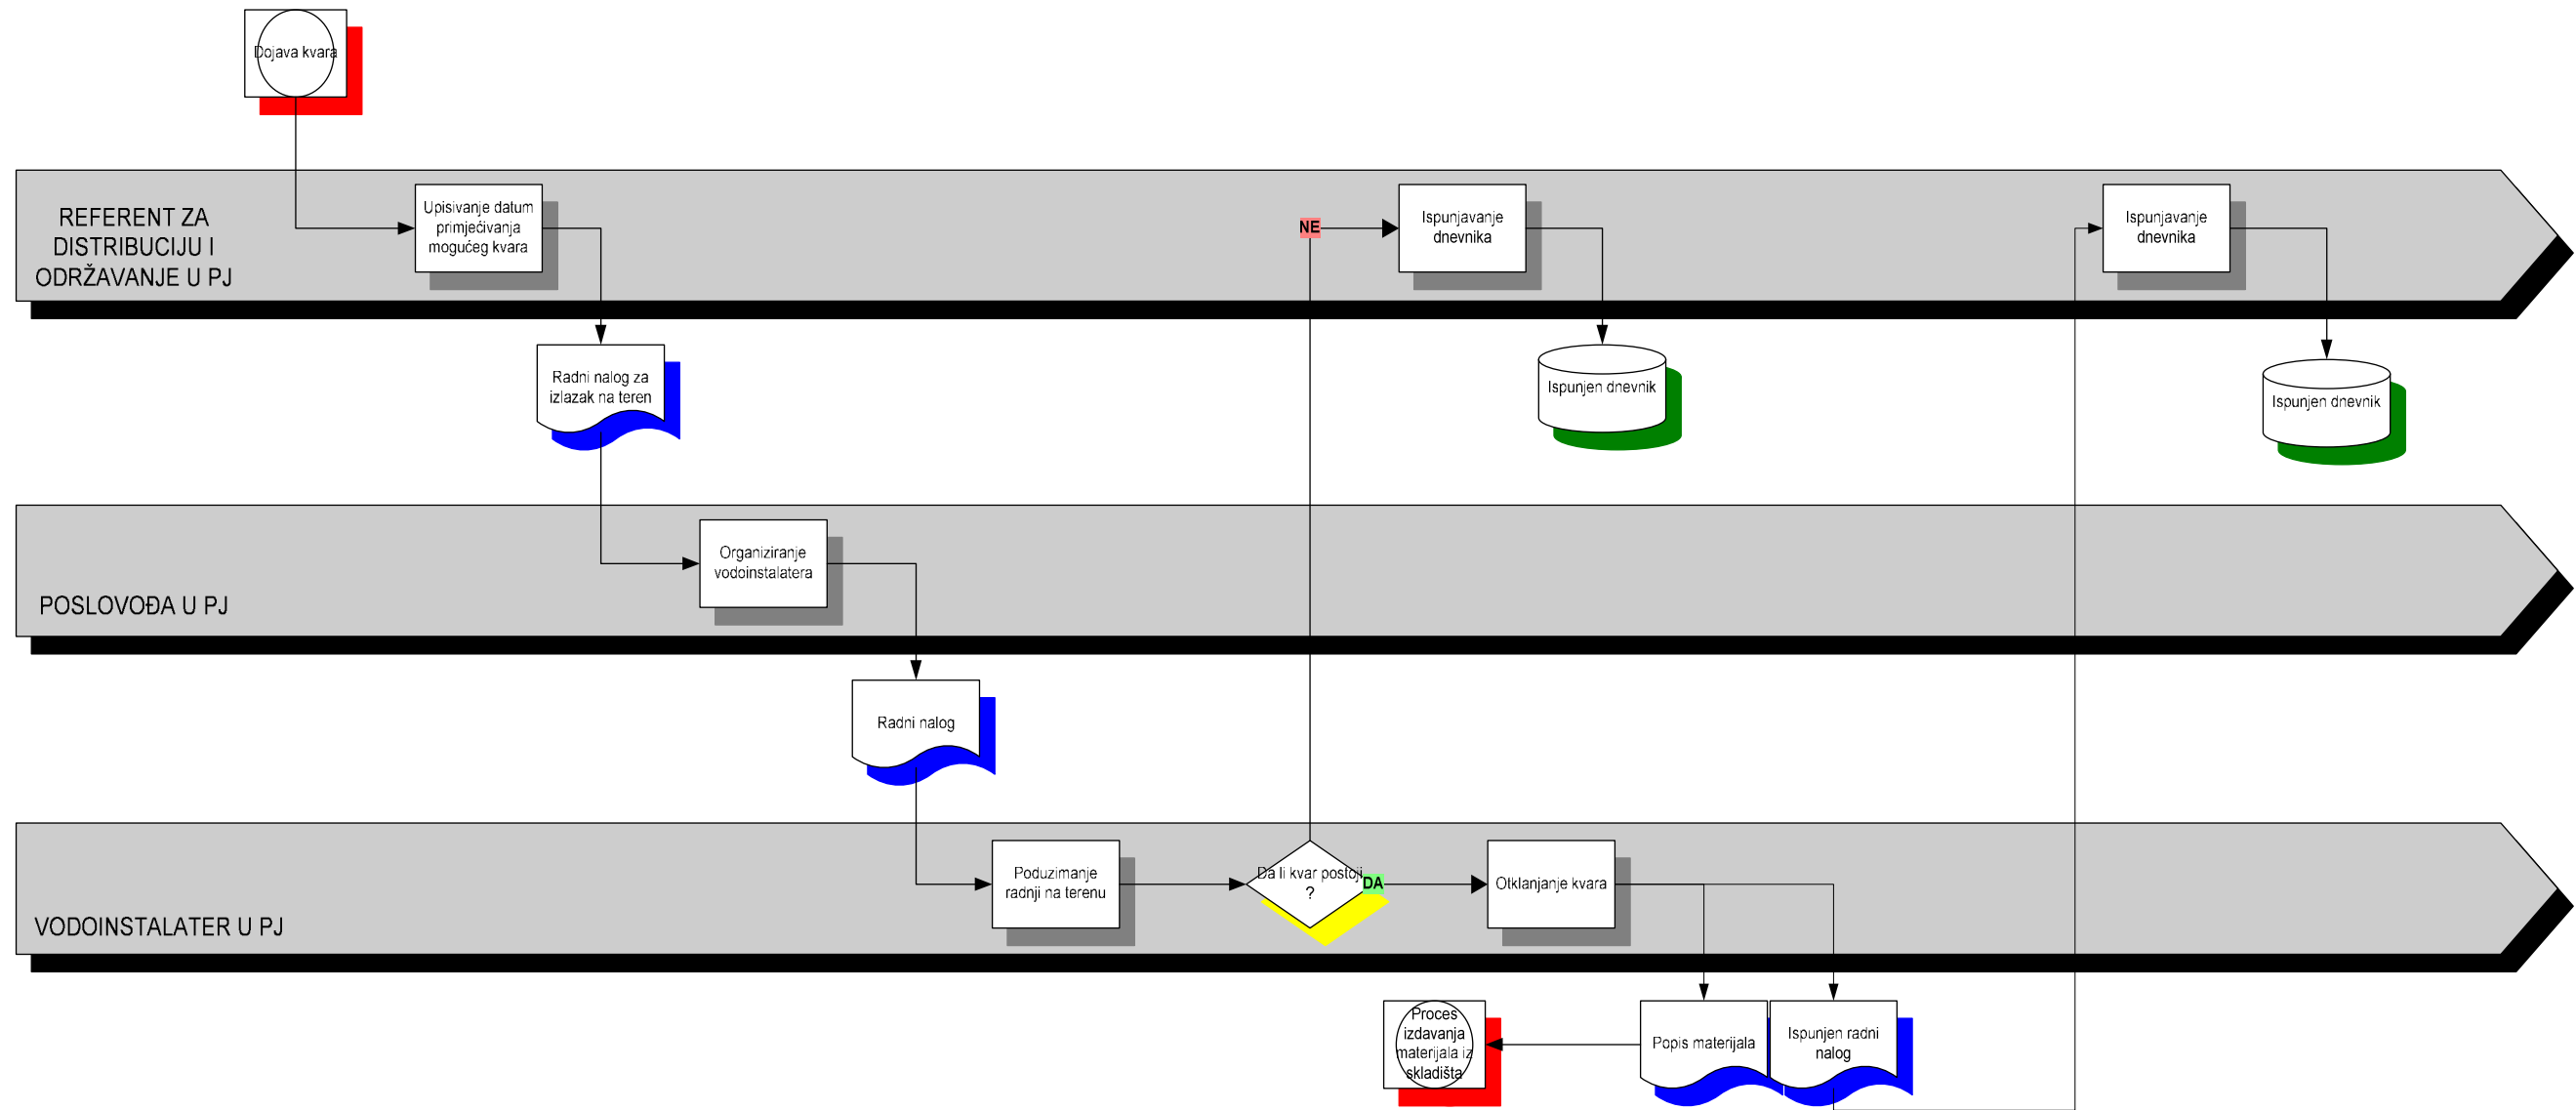 Dojava kvara
REFERENT ZA
DISTRIBUCIJU I
ODRŽAVANJE U PJ
Upisivanje datum
primjećivanja
mogućeg kvara
NE
Ispunjavanje
dnevnika
Ispunjavanje
dnevnika
Radni nalog za
izlazak na teren
Ispunjen dnevnik
Ispunjen dnevnik
POSLOVOĐA U PJ
Organiziranje
vodoinstalatera
Radni nalog
VODOINSTALATER U PJ
Poduzimanje
radnji na terenu
Da li kvar postoji
?
DA
Otklanjanje kvara
Proces
izdavanja
materijala iz
skladišta
Popis materijala
Ispunjen radni
nalog